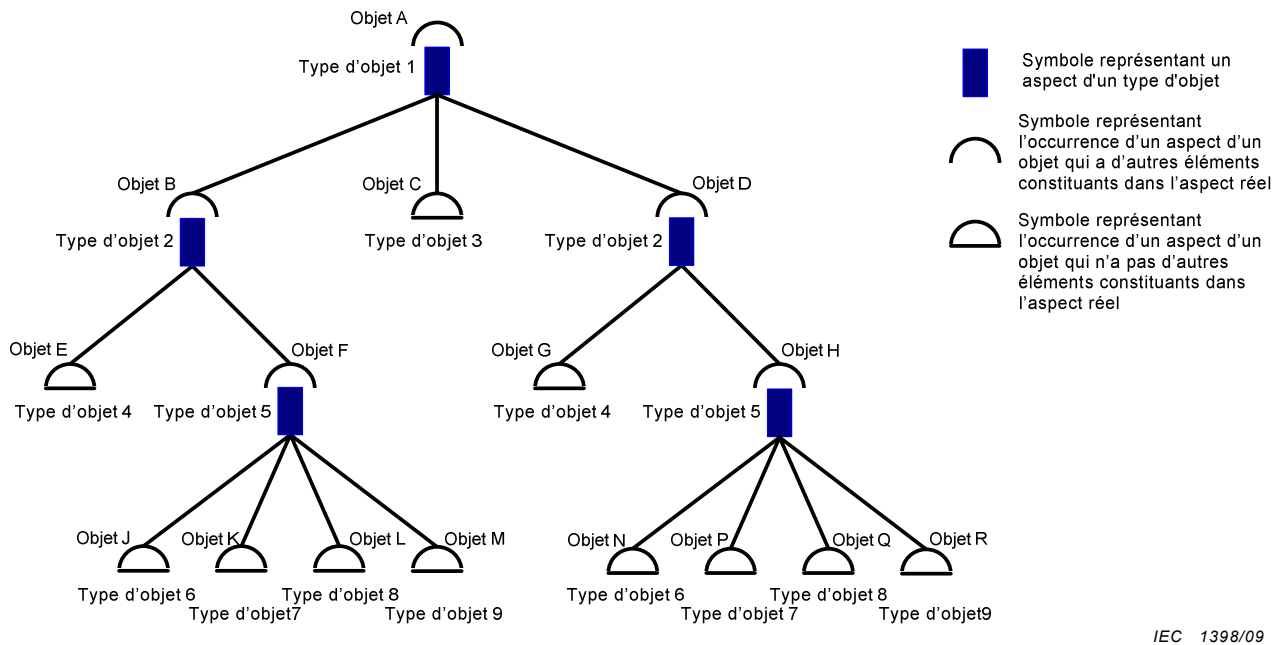 Objet A
Type d'objet 1
Symbole représentant un
aspect d'un type d'objet
Symbole représentant
l'occurrence d'un aspect d'un
objet qui a d'autres éléments
constituants dans l'aspect réel
Symbole représentant
l'occurrence d'un aspect d'un
objet qui n'a pas d'autres
éléments constituants dans
l'aspect réel
Objet B
Objet C
Objet D
Type d'objet 2
Type d'objet 3
Type d'objet 2
Objet E
Objet F
Objet G
Objet H
Type d'objet 4
Type d'objet 5
Type d'objet 4
Type d'objet 5
Objet J
Objet K
Objet L
Objet M
Objet N
Objet P
Objet Q
Objet R
Type d'objet 6
Type d'objet7
Type d'objet 8
Type d'objet 9
Type d'objet 6
Type d'objet 7
Type d'objet 8
Type d'objet9
IEC 1398/09